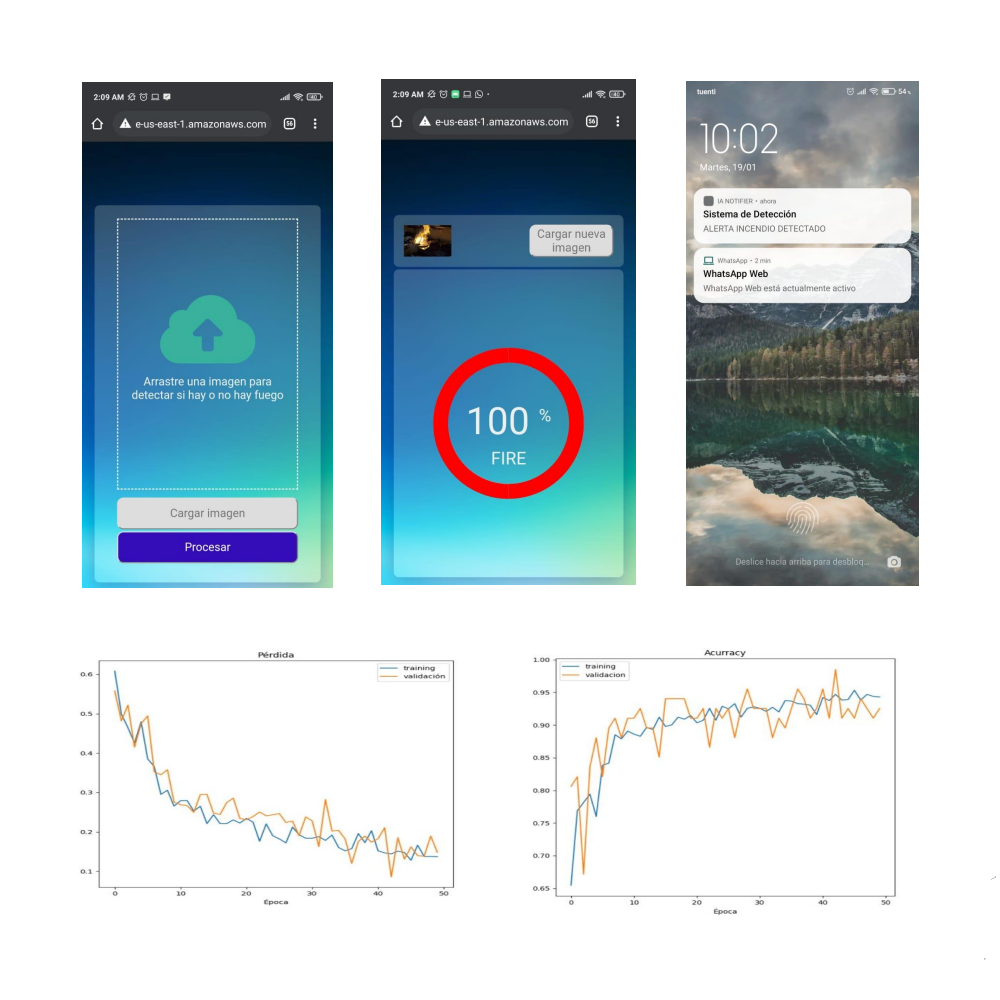 2:09 AM
40
e-us-east-1.amazonaws.com
56
Arrastre una imagen para
detectar si hay o no hay fuego
Cargar imagen
Procesar
2:09 AM
40
e-us-east-1.amazonaws.com
56
Cargar nueva
imagen
100 %
FIRE
tuenti
54%
10:02
Martes, 19/01
IA NOTIFIER • ahora
Sistema de Detección
ALERTA INCENDIO DETECTADO
WhatsApp • 2 min
WhatsApp Web
WhatsApp Web está actualmente activo
Deslice hacia arriba para desbloq...
Pérdida
training
validación
0.6
0.5
0.4
0.3
0.2
0.1
0 10 20 30 40 50
Época
Acurracy
training
validacion
1.00
0.95
0.90
0.85
0.80
0.75
0.70
0.65
0 10 20 30 40 50
Época